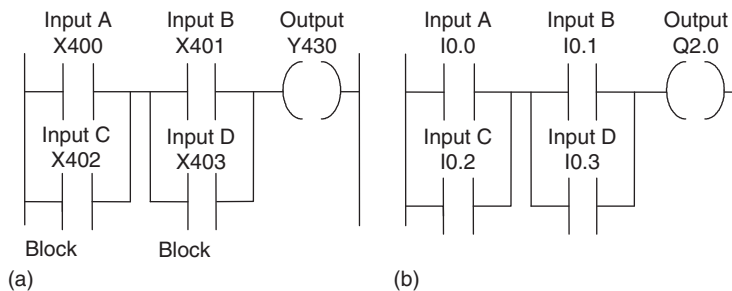 Input A Input B Output
X400 X401 Y430
Input C Input D
X402 X403
Block Block
(a)
Input A Input B Output
I0.0 I0.1 Q2.0
Input C Input D
I0.2 I0.3
(b)